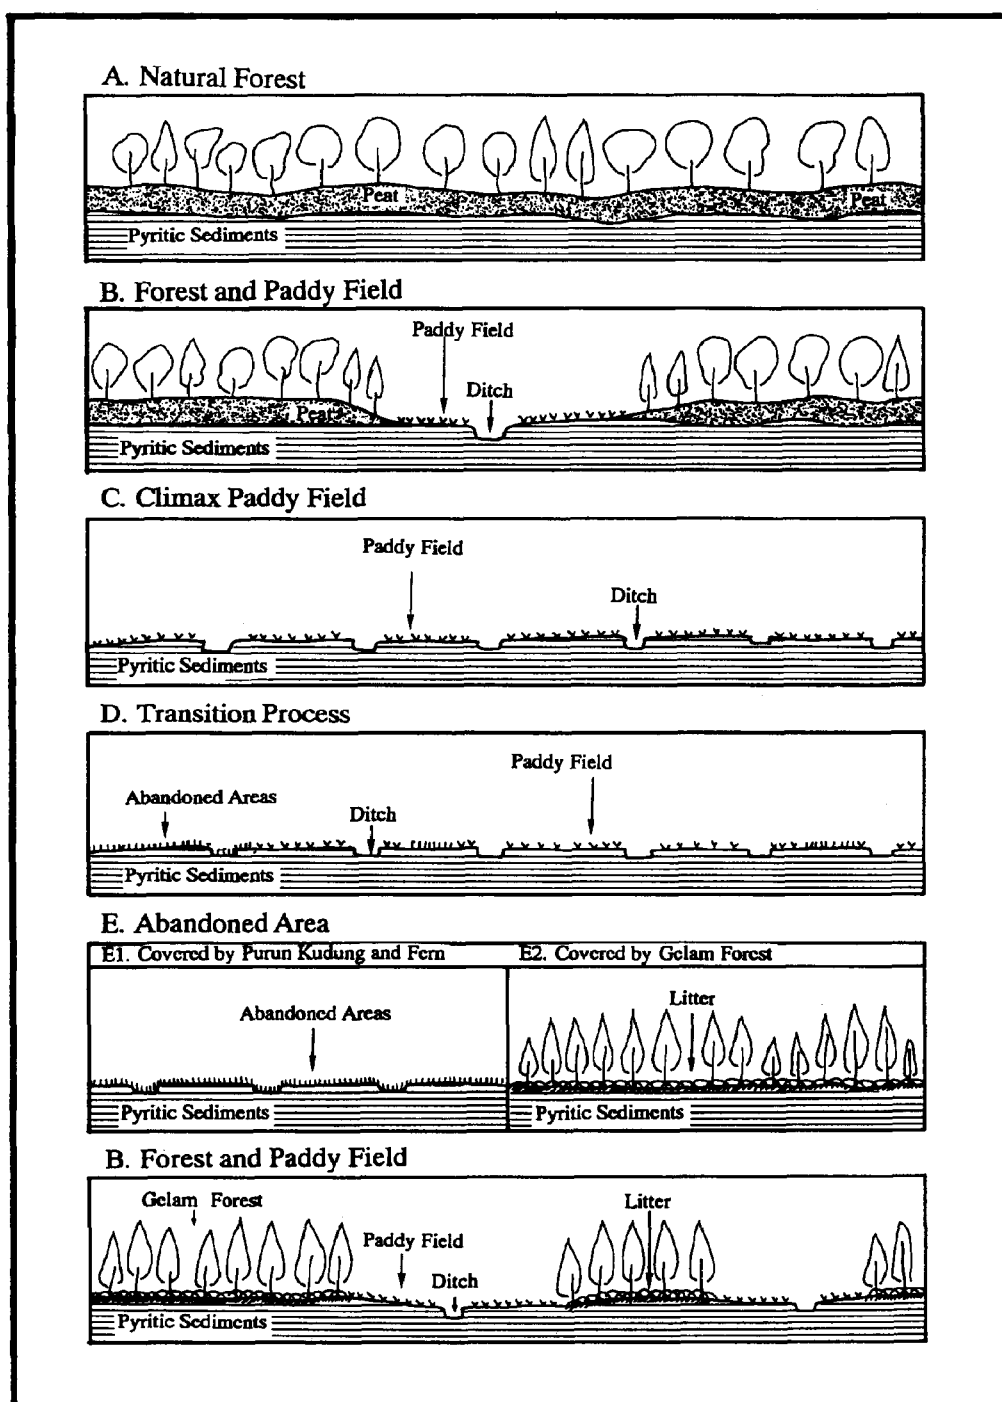 A. Natural Forest
Peat
Peat
Pyritic Sediments
B. Forest and Paddy Field
Paddy Field
Ditch
Peat
Pyritic Sediments
C. Climax Paddy Field
Paddy Field
Ditch
Pyritic Sediments
D. Transition Process
Paddy Field
Abandoned Areas
Ditch
Pyritic Sediments
E. Abandoned Area
E1. Covered by Purun Kudung and Fern
E2. Covered by Gelam Forest
Litter
Abandoned Areas
Pyritic Sediments
Pyritic Sediments
B. Forest and Paddy Field
Gelam Forest
Litter
Paddy Field
Ditch
Pyritic Sediments